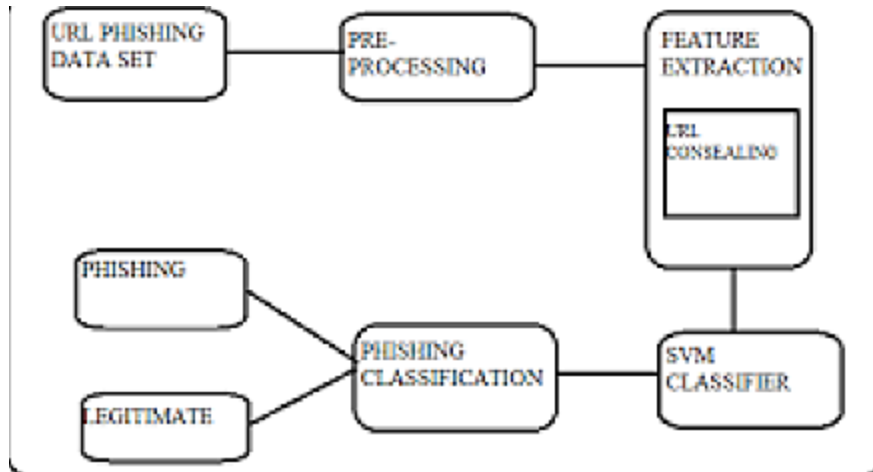 URL PHISHING
DATA SET
PRE-
PROCESSING
FEATURE
EXTRACTION
URL
CONSEALING
PHISHING
LEGITIMATE
PHISHING
CLASSIFICATION
SVM
CLASSIFIER